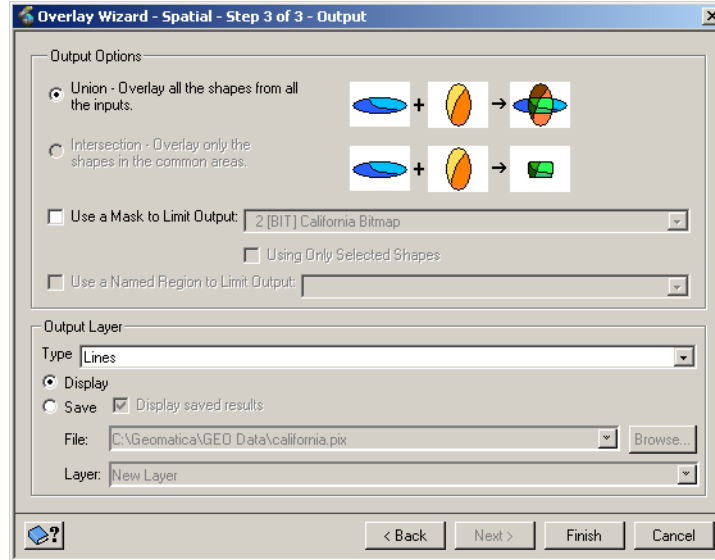 Overlay Wizard - Spatial - Step 3 of 3 - Output
Output Options
Union - Overlay all the shapes from all
the inputs.
Intersection - Overlay only the
shapes in the common areas.
Use a Mask to Limit Output:
2 [BIT] California Bitmap
Using Only Selected Shapes
Use a Named Region to Limit Output:
Output Layer
Type
Lines
Display
Save
Display saved results
File:
C:\Geomatica\GEO Data\california.pix
Browse...
Layer:
New Layer
?
< Back
Next >
Finish
Cancel